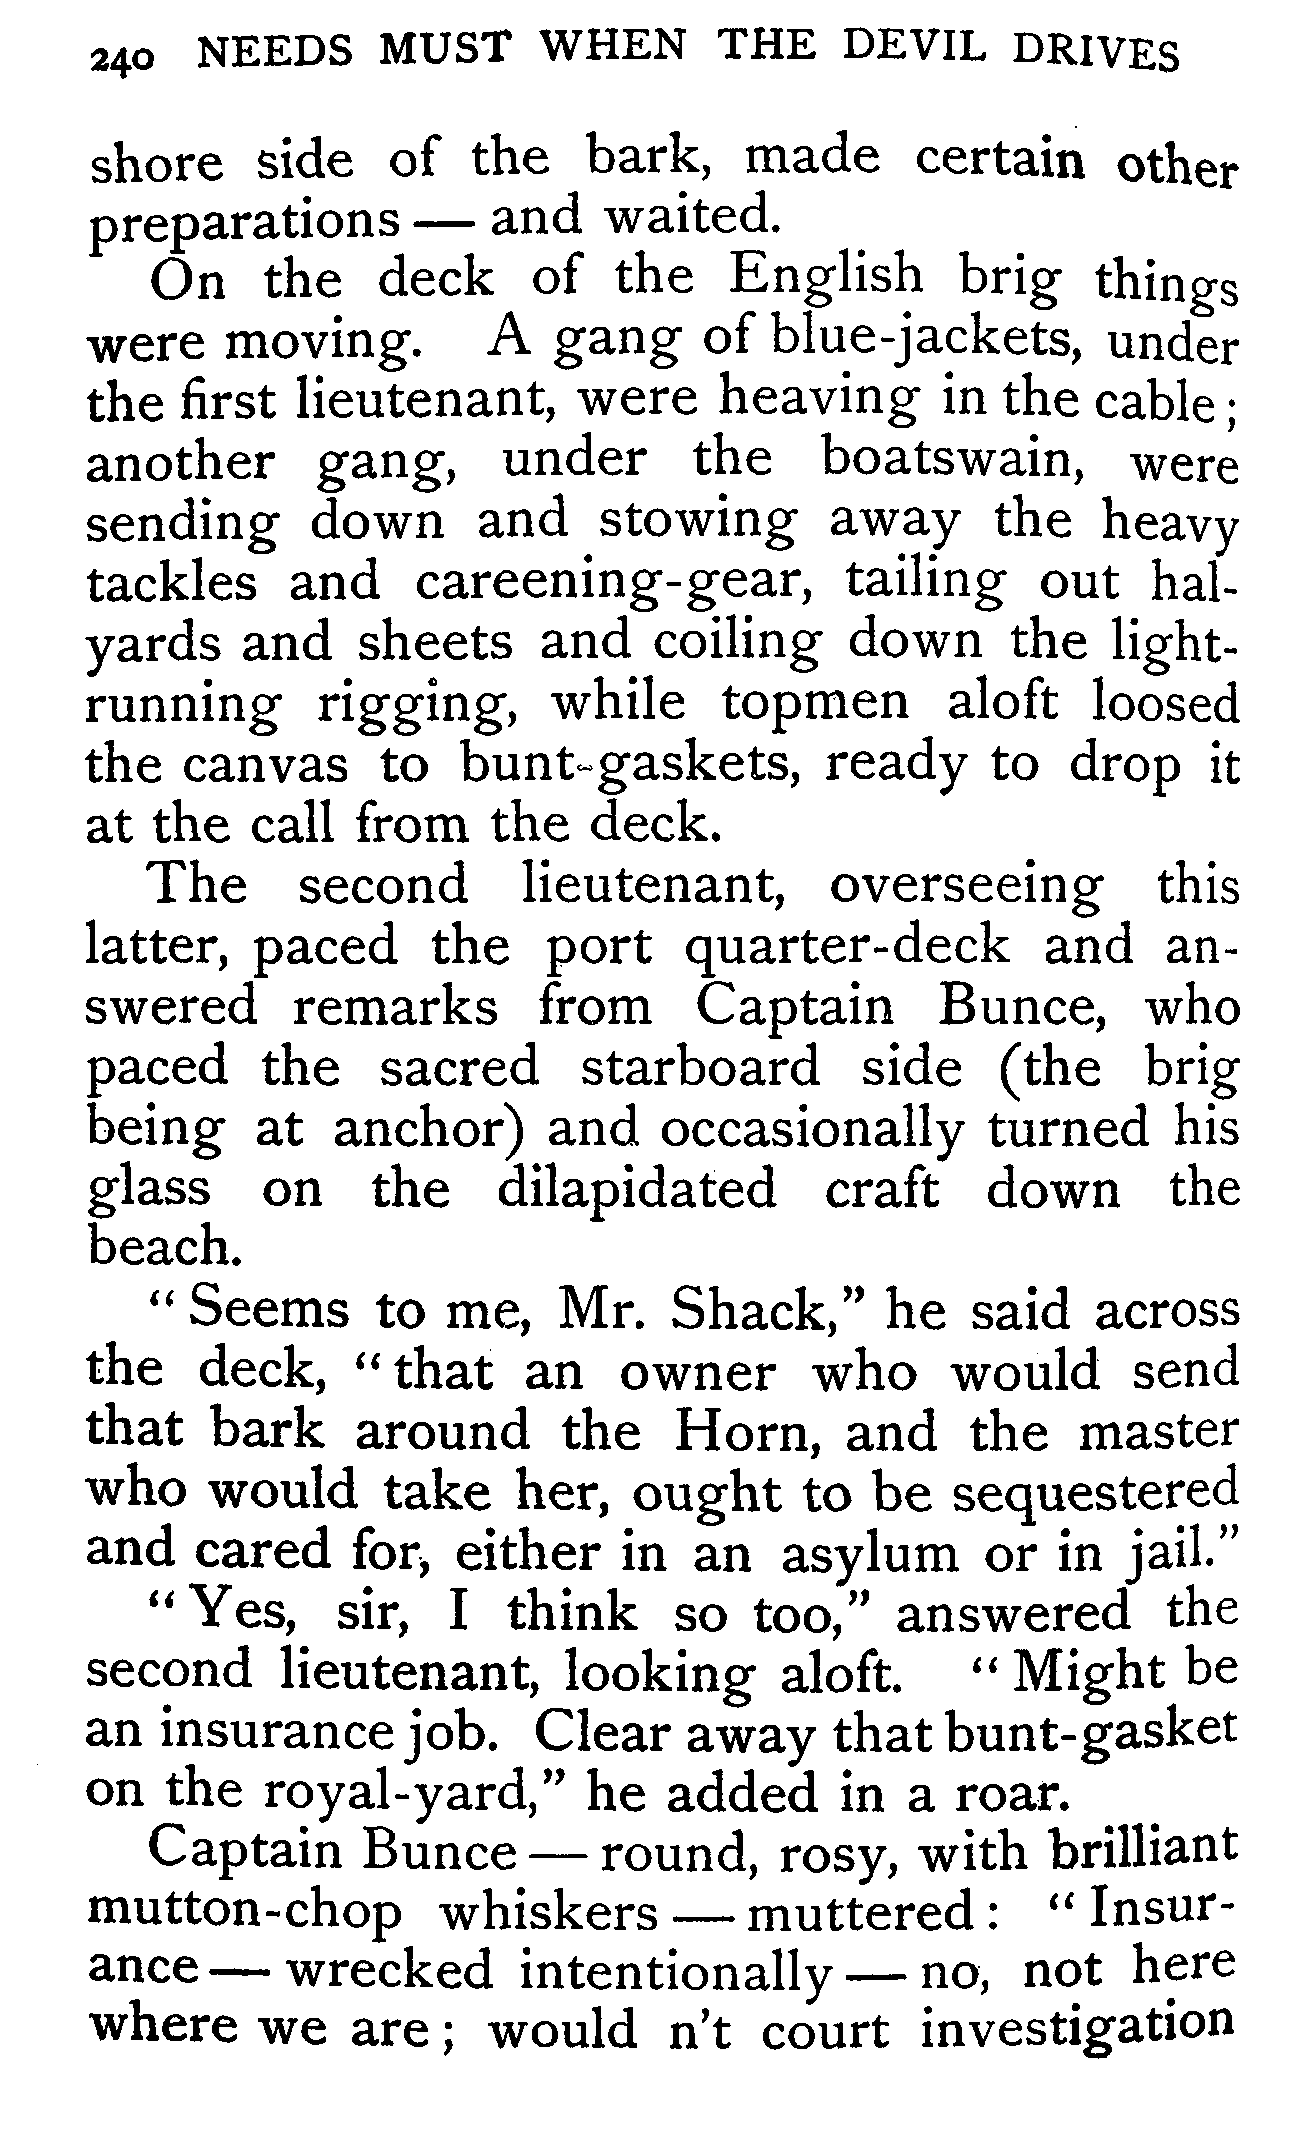 240 NEEDS MUST WHEN THE DEVIL DRIVES
shore side of the bark, made certain other
preparations — and waited.
On the deck of the English brig things
were moving. A gang of blue-jackets, under
the first lieutenant, were heaving in the cable ;
another gang, under the boatswain, were
sending down and stowing away the heavy
tackles and careening-gear, tailing out hal-
yards and sheets and coiling down the light-
running rigging, while topmen aloft loosed
the canvas to bunt-gaskets, ready to drop it
at the call from the deck.
The second lieutenant, overseeing this
latter, paced the port quarter-deck and an-
swered remarks from Captain Bunce, who
paced the sacred starboard side (the brig
being at anchor) and occasionally turned his
glass on the dilapidated craft down the
beach.
“ Seems to me, Mr. Shack,” he said across
the deck, “ that an owner who would send
that bark around the Horn, and the master
who would take her, ought to be sequestered
and cared for, either in an asylum or in jail.”
“ Yes, sir, I think so too,” answered the
second lieutenant, looking aloft. “ Might be
an insurance job. Clear away that bunt-gasket
on the royal-yard,” he added in a roar.
Captain Bunce — round, rosy, with brilliant
mutton-chop whiskers — muttered : “ Insur-
ance — wrecked intentionally — no, not here
where we are ; would n't court investigation